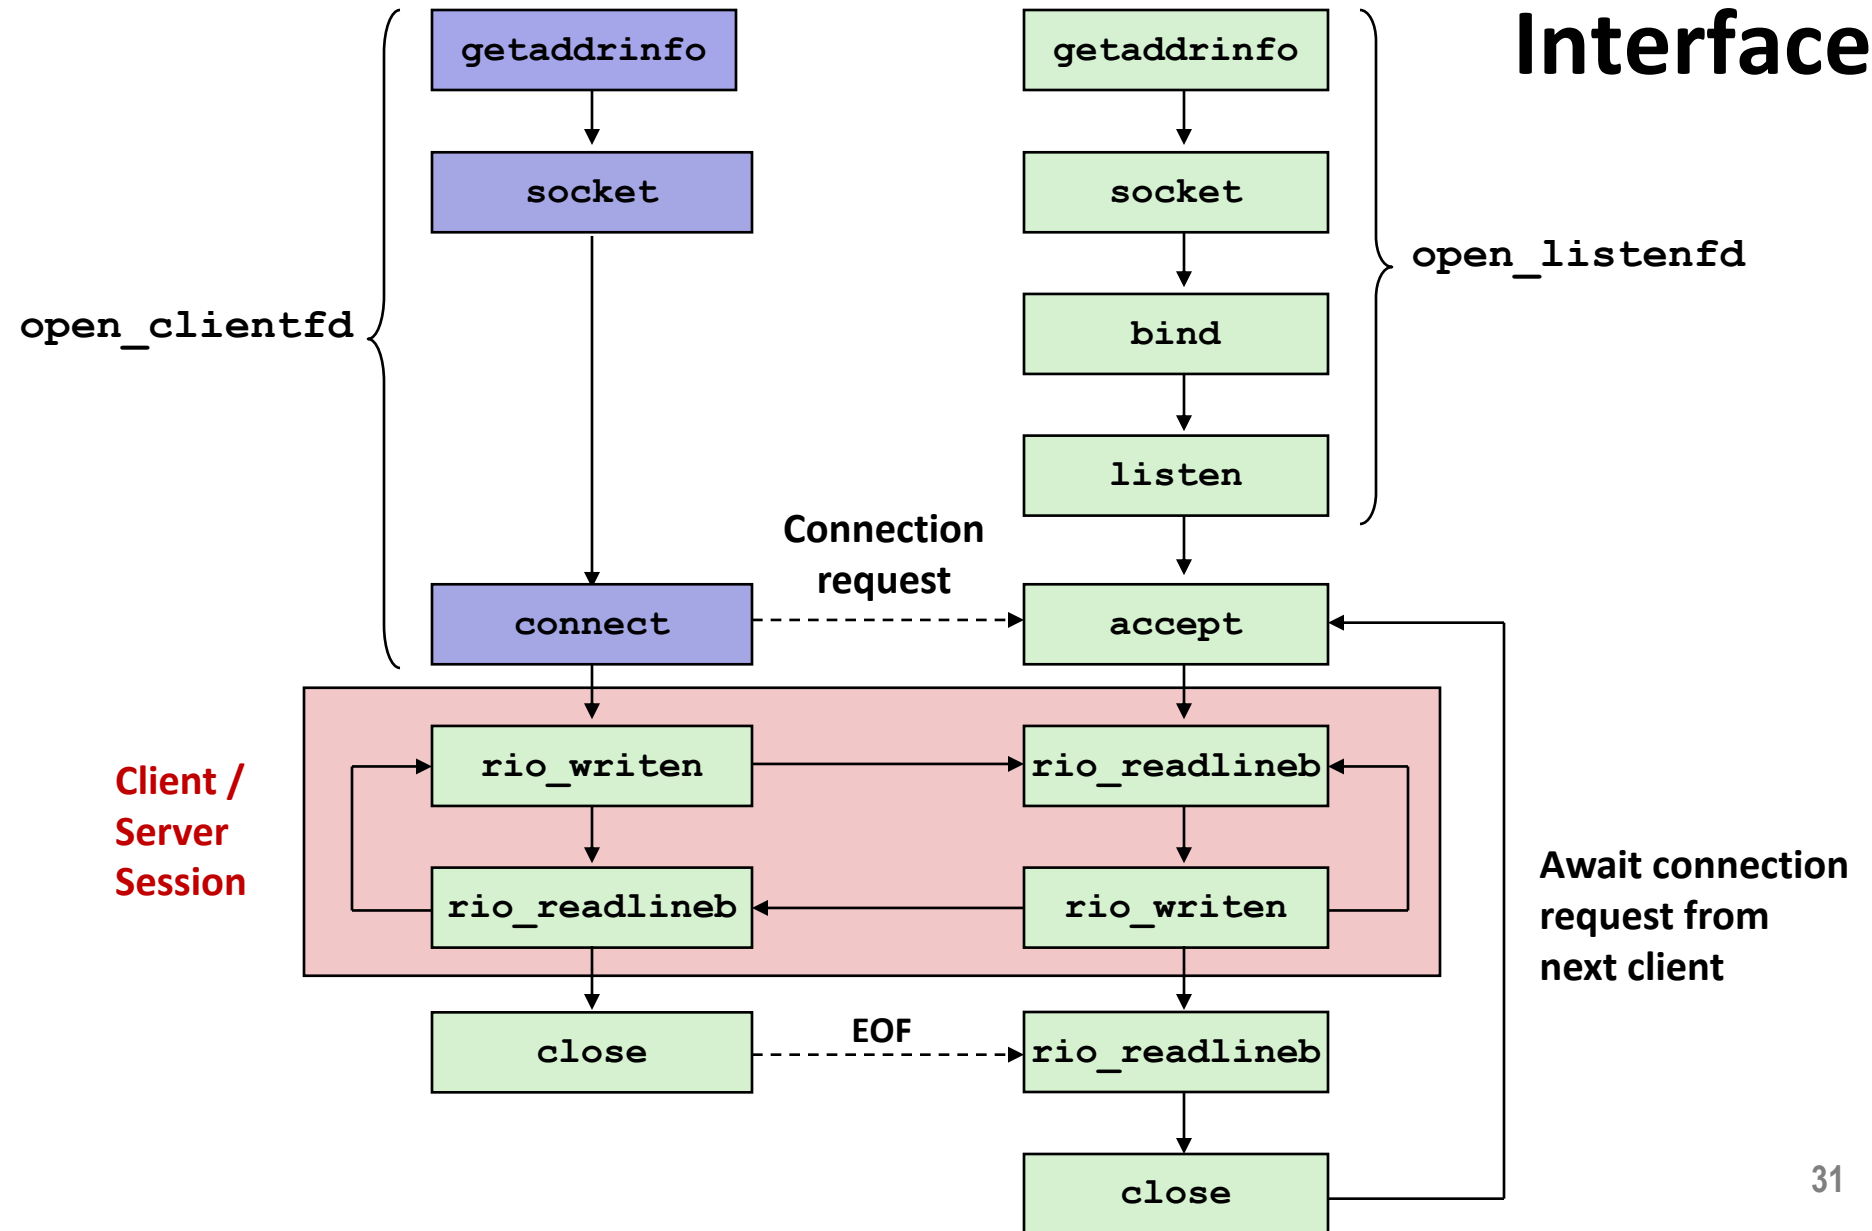 Interface
getaddrinfo
getaddrinfo
socket
socket
open_listenfd
open_clientfd
bind
listen
Connection
request
connect
accept
Client /
Server
Session
rio_writen
rio_readlineb
rio_readlineb
rio_writen
Await connection
request from
next client
close
EOF
rio_readlineb
close
31